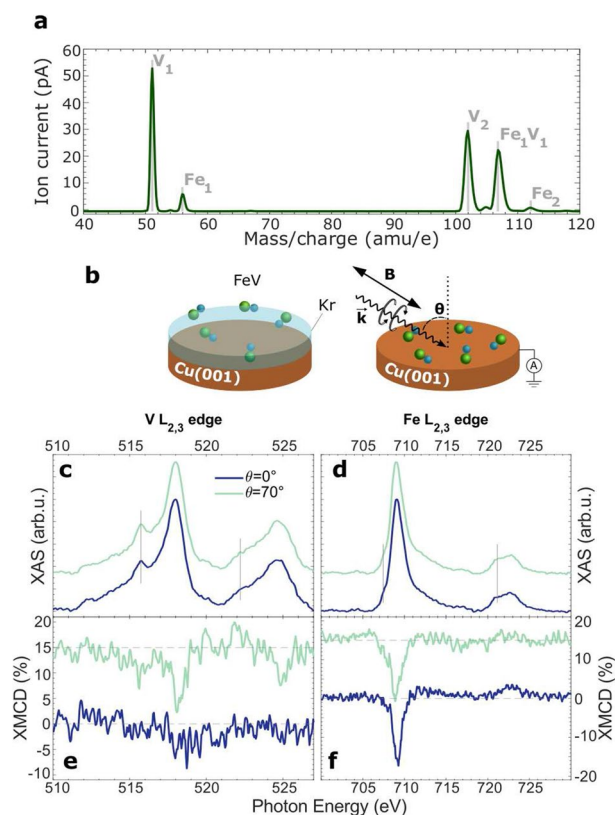 a
60
50
40
30
20
10
0
Ion current (pA)
V1
Fe1
V2
Fe1V1
Fe2
40 50 60 70 80 90 100 110 120
Mass/charge (amu/e)
b
FeV
Kr
Cu(001)
B
k
θ
Cu(001)
A
V L2,3 edge
Fe L2,3 edge
510 515 520 525
705 710 715 720 725
c
θ=0°
θ=70°
d
XAS (arb.u.)
XAS (arb.u.)
20
15
10
5
0
-5
-10
XMCD (%)
e
20
10
0
-10
-20
XMCD (%)
f
510 515 520 525
705 710 715 720 725
Photon Energy (eV)